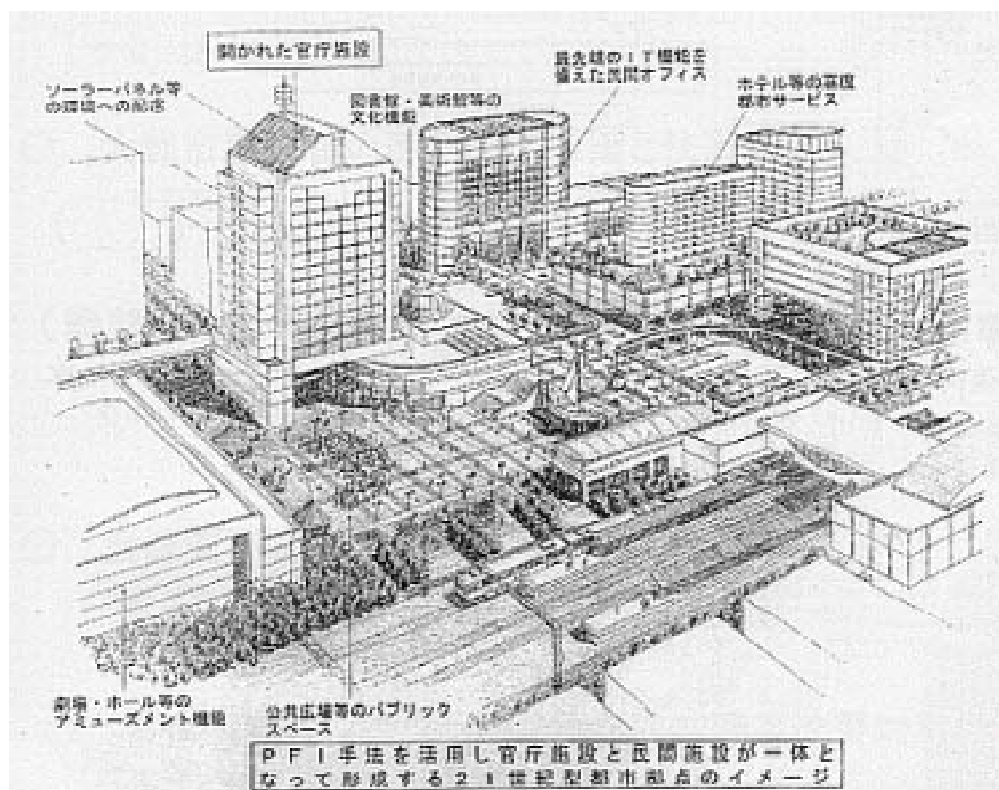 開かれた官庁施設
ソーラーパネル等
の環境への配慮
図書館・美術館等の
文化機能
最先端のIT機能を
備えた民間オフィス
ホテル等の高度
都市サービス
劇場・ホール等の
アミューズメント機能
公共広場等のパブリック
スペース
PFI手法を活用し官庁施設と民間施設が一体と
なって形成する21世紀型都市拠点のイメージ